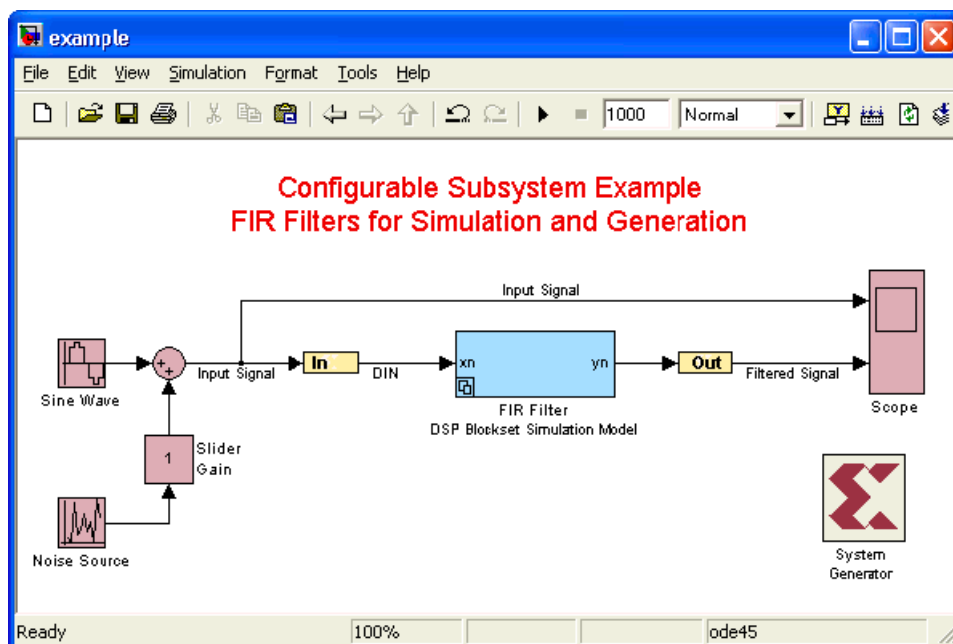 example
File Edit View Simulation Format Tools Help
1000 Normal
Configurable Subsystem Example
FIR Filters for Simulation and Generation
Input Signal
Sine Wave
Input Signal
In
DIN
xn
yn
FIR Filter
DSP Blockset Simulation Model
Out
Filtered Signal
Scope
1
Slider
Gain
Noise Source
System
Generator
Ready
100%
ode45